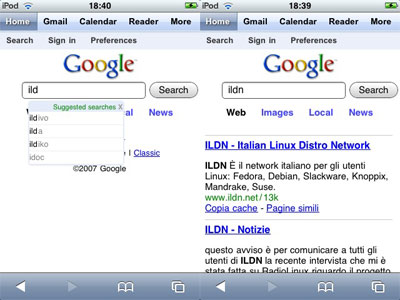 iPod 18:40
Home Gmail Calendar Reader More
Search Sign in Preferences
Google
ild Search
Suggested searches X
ildivo
ilda
ildiko
idoc
al News
| Classic
©2007 Google
iPod 18:39
Home Gmail Calendar Reader More
Search Sign in Preferences
Google
ildn Search
Web Images Local News
ILDN - Italian Linux Distro Network
ILDN È il network italiano per gli utenti
Linux: Fedora, Debian, Slackware, Knoppix,
Mandrake, Suse.
www.ildn.net/13k
Copia cache - Pagine simili
ILDN - Notizie
questo avviso è per comunicare a tutti gli
utenti di ILDN la recente intervista che mi è
stata fatta su RadioLinux riguardo il progetto